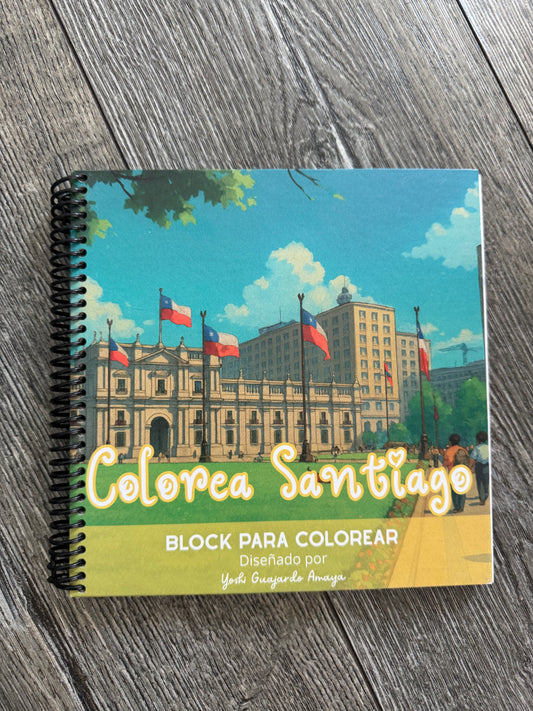 Colorea Santiago
BLOCK PARA COLOREAR
Diseñado por
Yoshi Guajardo Amaya